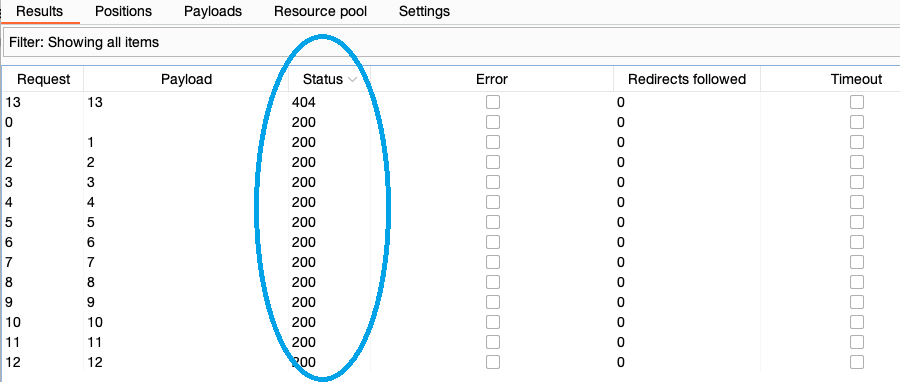 Results Positions Payloads Resource pool Settings
Filter: Showing all items
Request Payload Status Error Redirects followed Timeout
13 13 404 0
0 200 0
1 1 200 0
2 2 200 0
3 3 200 0
4 4 200 0
5 5 200 0
6 6 200 0
7 7 200 0
8 8 200 0
9 9 200 0
10 10 200 0
11 11 200 0
12 12 200 0